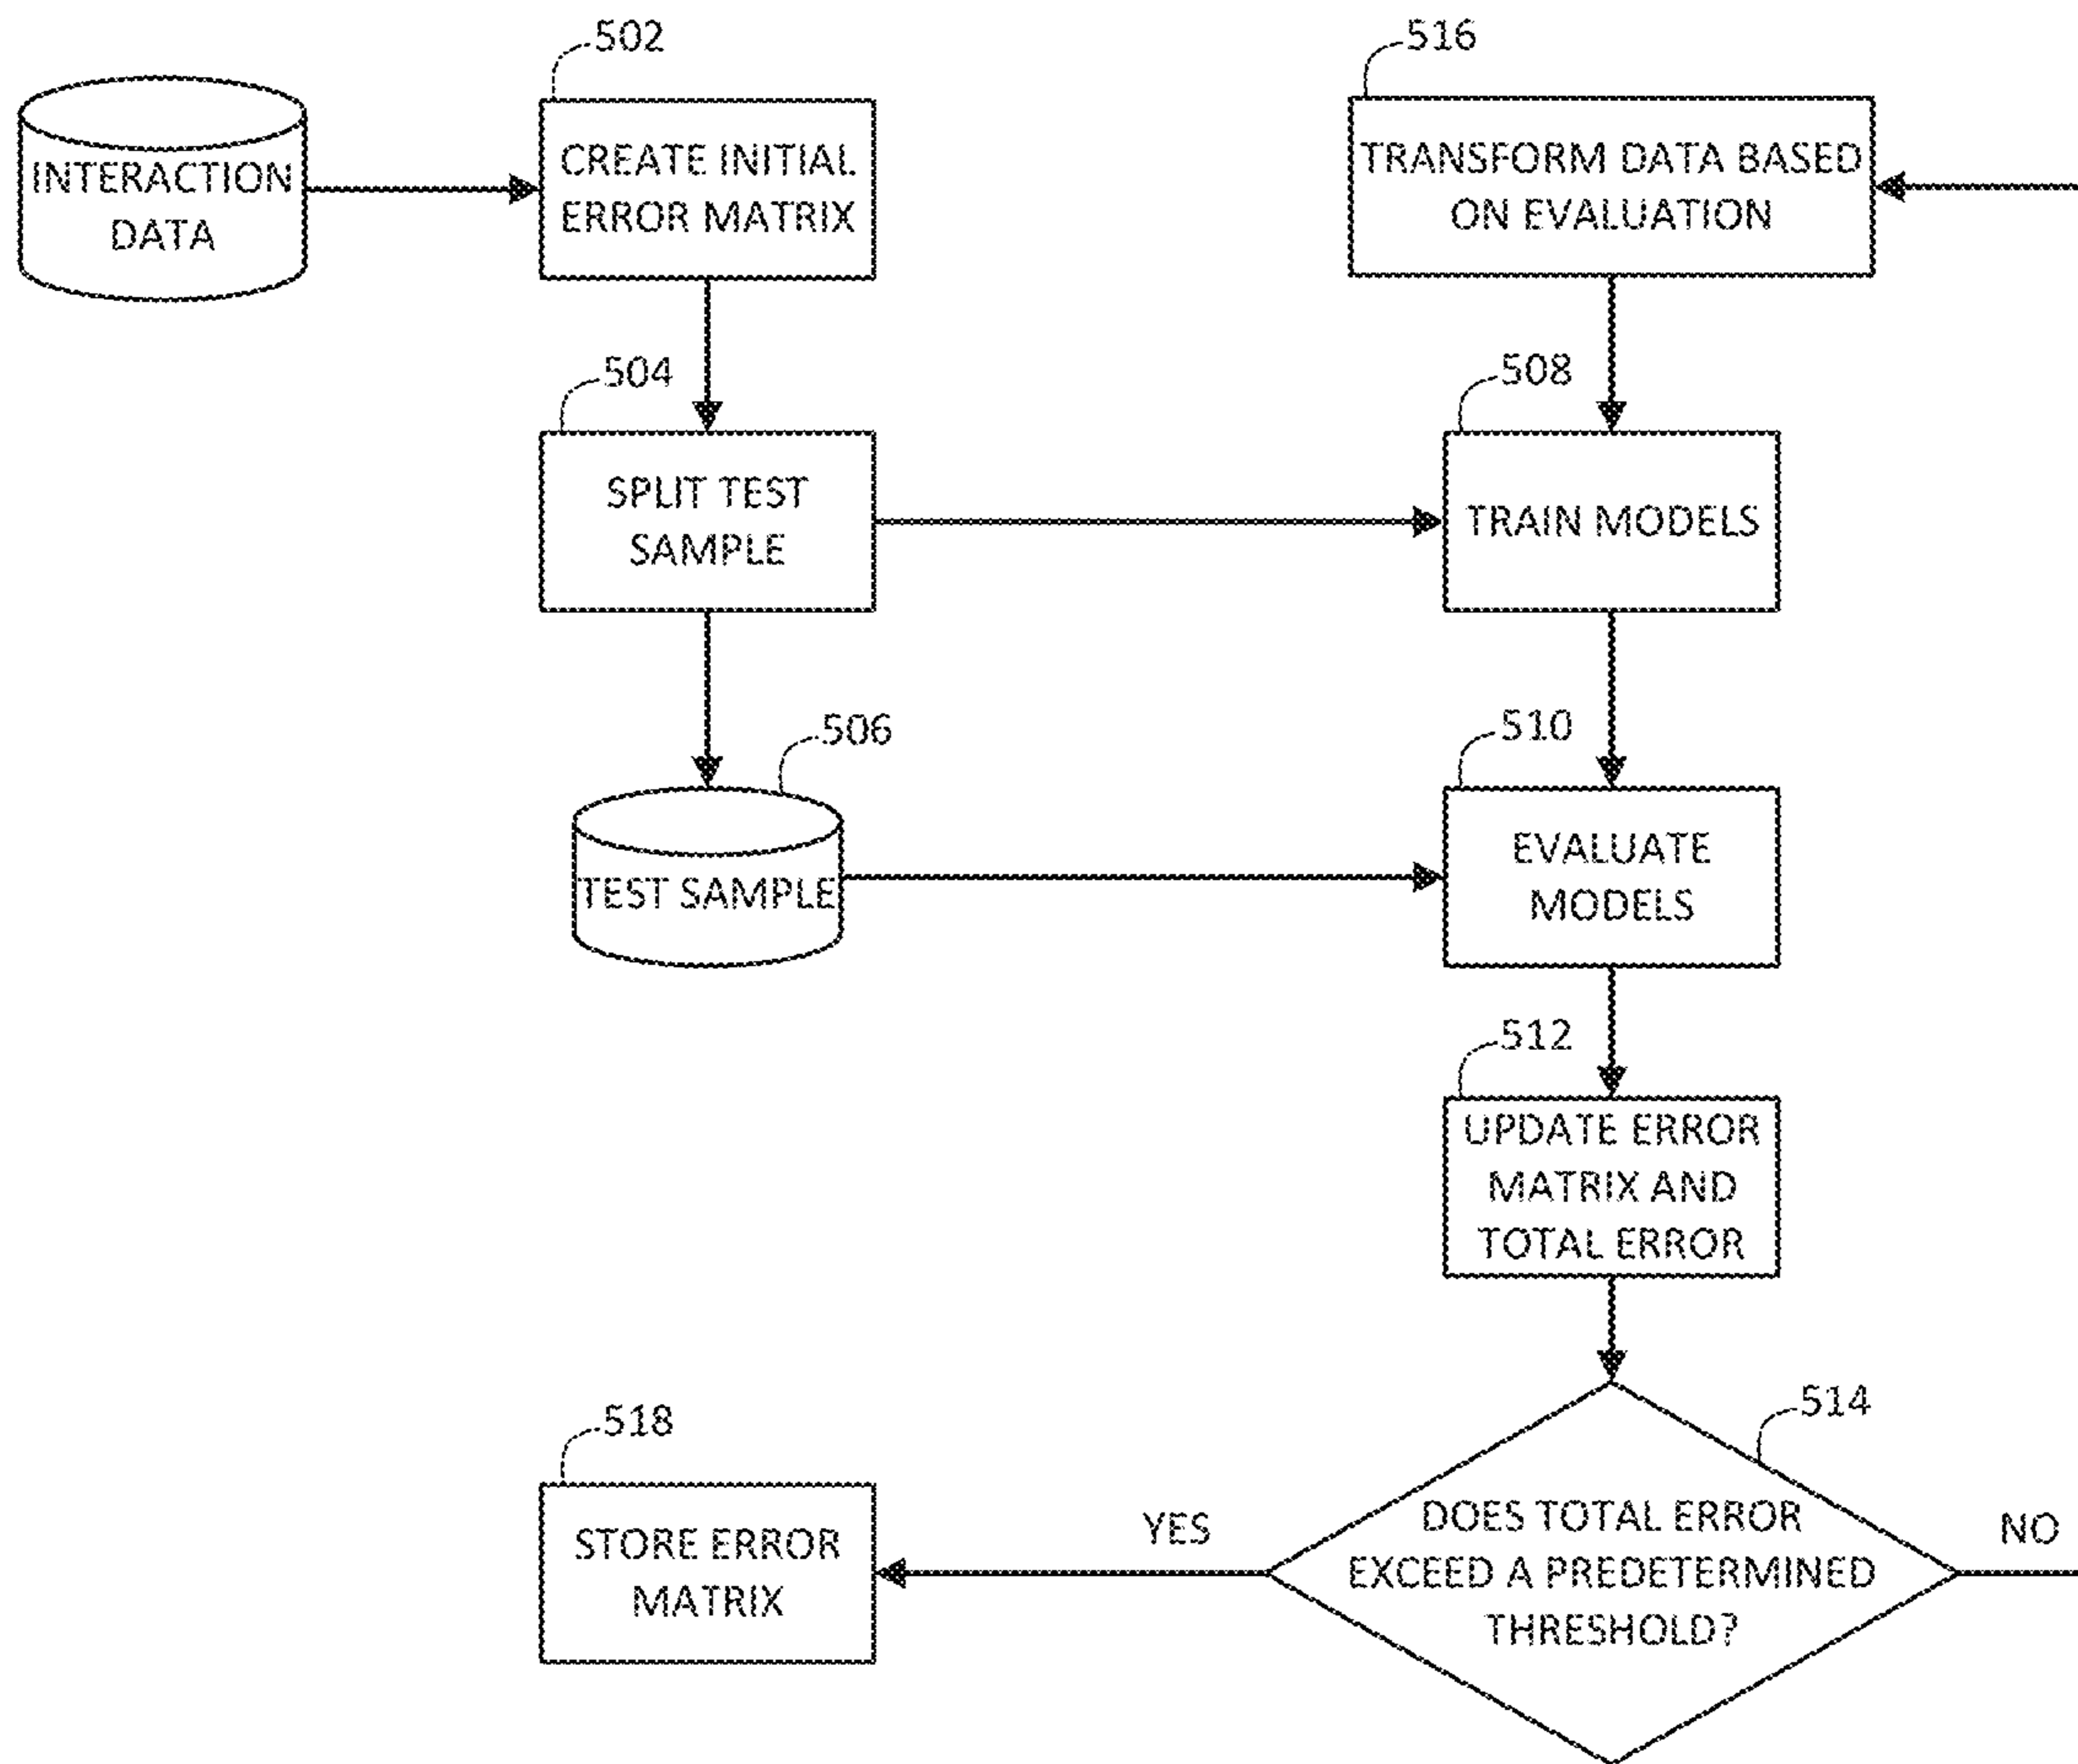 502
516
INTERACTION
DATA
CREATE INITIAL
ERROR MATRIX
TRANSFORM DATA BASED
ON EVALUATION
504
508
SPLIT TEST
SAMPLE
TRAIN MODELS
506
510
TEST SAMPLE
EVALUATE
MODELS
512
UPDATE ERROR
MATRIX AND
TOTAL ERROR
518
514
STORE ERROR
MATRIX
YES
DOES TOTAL ERROR
EXCEED A PREDETERMINED
THRESHOLD?
NO